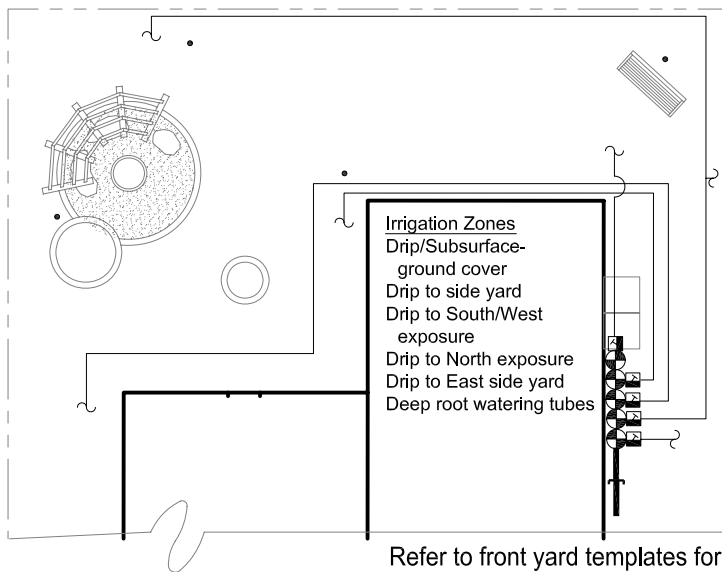 Irrigation Zones
Drip/Subsurface-
ground cover
Drip to side yard
Drip to South/West
exposure
Drip to North exposure
Drip to East side yard
Deep root watering tubes
Refer to front yard templates for